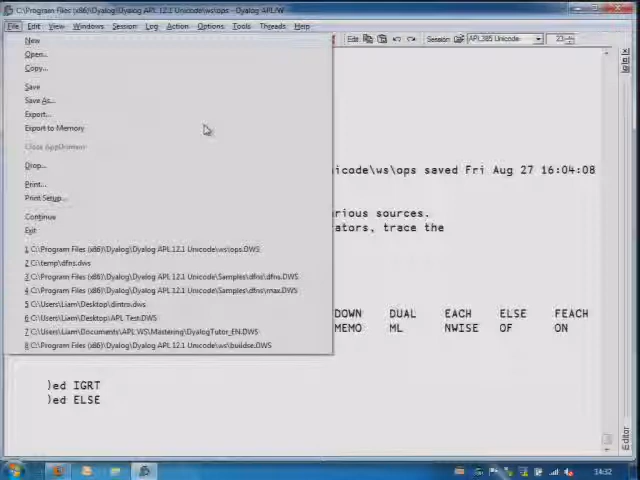 C:\Program Files (x86)\Dyalog\Dyalog APL 12.1 Unicode\ws\ops - Dyalog APL/W
File Edit View Windows Session Log Action Options Tools Threads Help
New
Edit Session APL385 Unicode 23
Open...
Copy...
Save
Save As...
Export...
Export to Memory
Close AppDomain
Drop...
icode\ws\ops saved Fri Aug 27 16:04:08
Print...
Print Setup...
Continue
rious sources.
Exit
ators, trace the
1 C:\Program Files (x86)\Dyalog\Dyalog APL 12.1 Unicode\ws\ops.DWS
2 C:\temp\dfns.dws
3 C:\Program Files (x86)\Dyalog\Dyalog APL 12.1 Unicode\Samples\dfns\dfns.DWS
4 C:\Program Files (x86)\Dyalog\Dyalog APL 12.1 Unicode\Samples\dfns\max.DWS
5 C:\Users\Liam\Desktop\dintro.dws
6 C:\Users\Liam\Desktop\APL Test.DWS
DOWN DUAL EACH ELSE FEACH
7 C:\Users\Liam\Documents\APL WS\Mastering\DyalogTutor_EN.DWS
MEMO ML NWISE OF ON
8 C:\Program Files (x86)\Dyalog\Dyalog APL 12.1 Unicode\ws\buildse.DWS
)ed IGRT
)ed ELSE
Editor
14:32